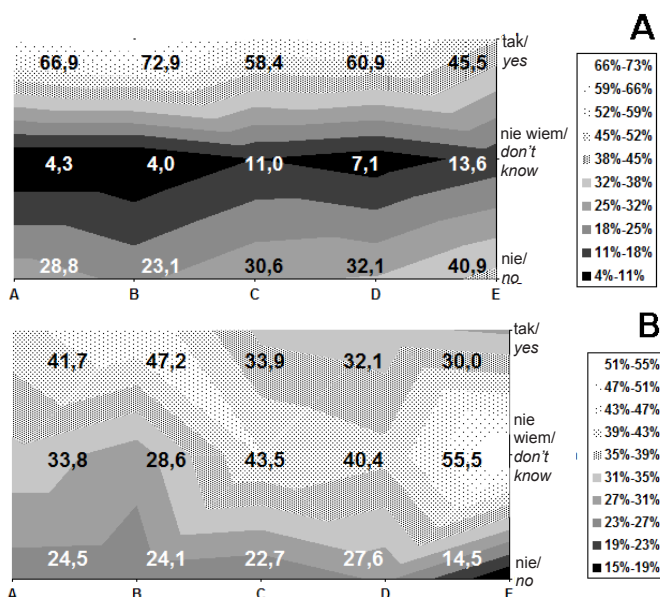 A
tak/
yes
66,9 72,9 58,4 60,9 45,5
66%-73%
59%-66%
52%-59%
45%-52%
38%-45%
32%-38%
25%-32%
18%-25%
11%-18%
4%-11%
nie wiem/
don't
know
4,3 4,0 11,0 7,1 13,6
nie/
no
28,8 23,1 30,6 32,1 40,9
A B C D E
B
tak/
yes
41,7 47,2 33,9 32,1 30,0
51%-55%
47%-51%
43%-47%
39%-43%
35%-39%
31%-35%
27%-31%
23%-27%
19%-23%
15%-19%
nie
wiem/
don't
know
33,8 28,6 43,5 40,4 55,5
nie/
no
24,5 24,1 22,7 27,6 14,5
A B C D E